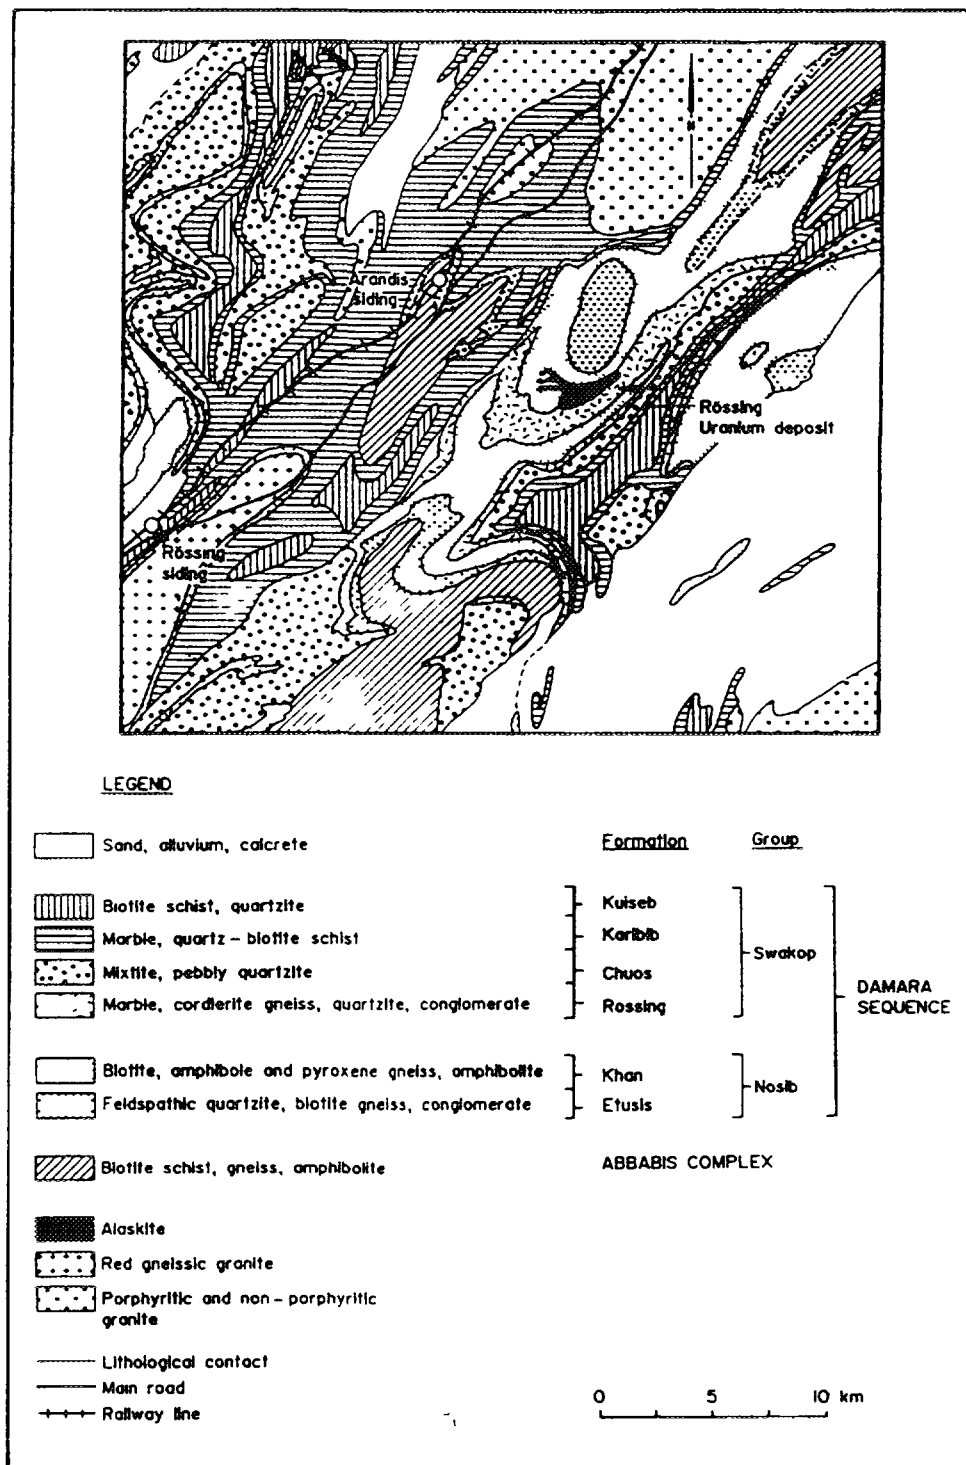 N
Arandis
siding
Rössing
Uranium deposit
Rössing
siding
LEGEND
Sand, alluvium, calcrete
Formation
Group
Biotite schist, quartzite
Kuiseb
Marble, quartz – biotite schist
Karibib
Swakop
Mixtite, pebbly quartzite
Chuos
Marble, cordierite gneiss, quartzite, conglomerate
Rossing
DAMARA
SEQUENCE
Biotite, amphibole and pyroxene gneiss, amphibolite
Khan
Nosib
Feldspathic quartzite, biotite gneiss, conglomerate
Etusis
Biotite schist, gneiss, amphibolite
ABBABIS COMPLEX
Alaskite
Red gneissic granite
Porphyritic and non – porphyritic
granite
Lithological contact
Main road
Railway line
0 5 10 km